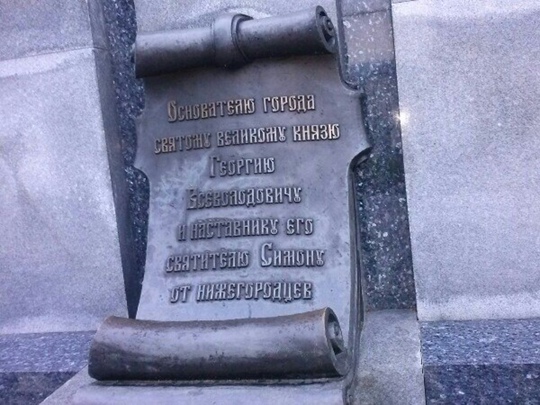 Основателю города
святому великому князю
Георгию
Всеволодовичу
и наставнику его
святителю Симону
от нижегородцев